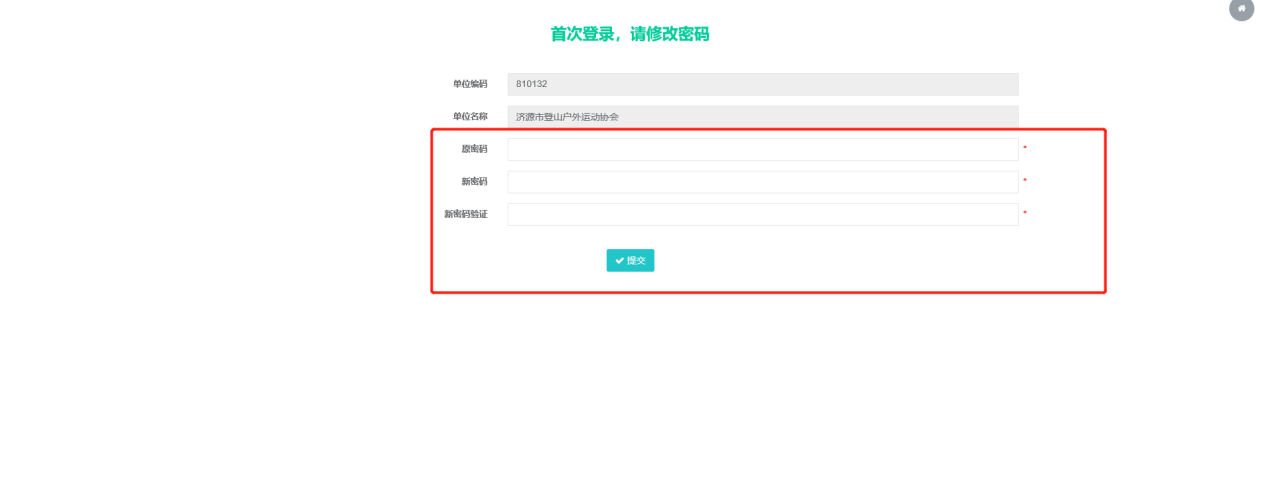 首次登录，请修改密码
单位编码 810132
单位名称 济源市登山户外运动协会
原密码 *
新密码 *
新密码验证 *
提交